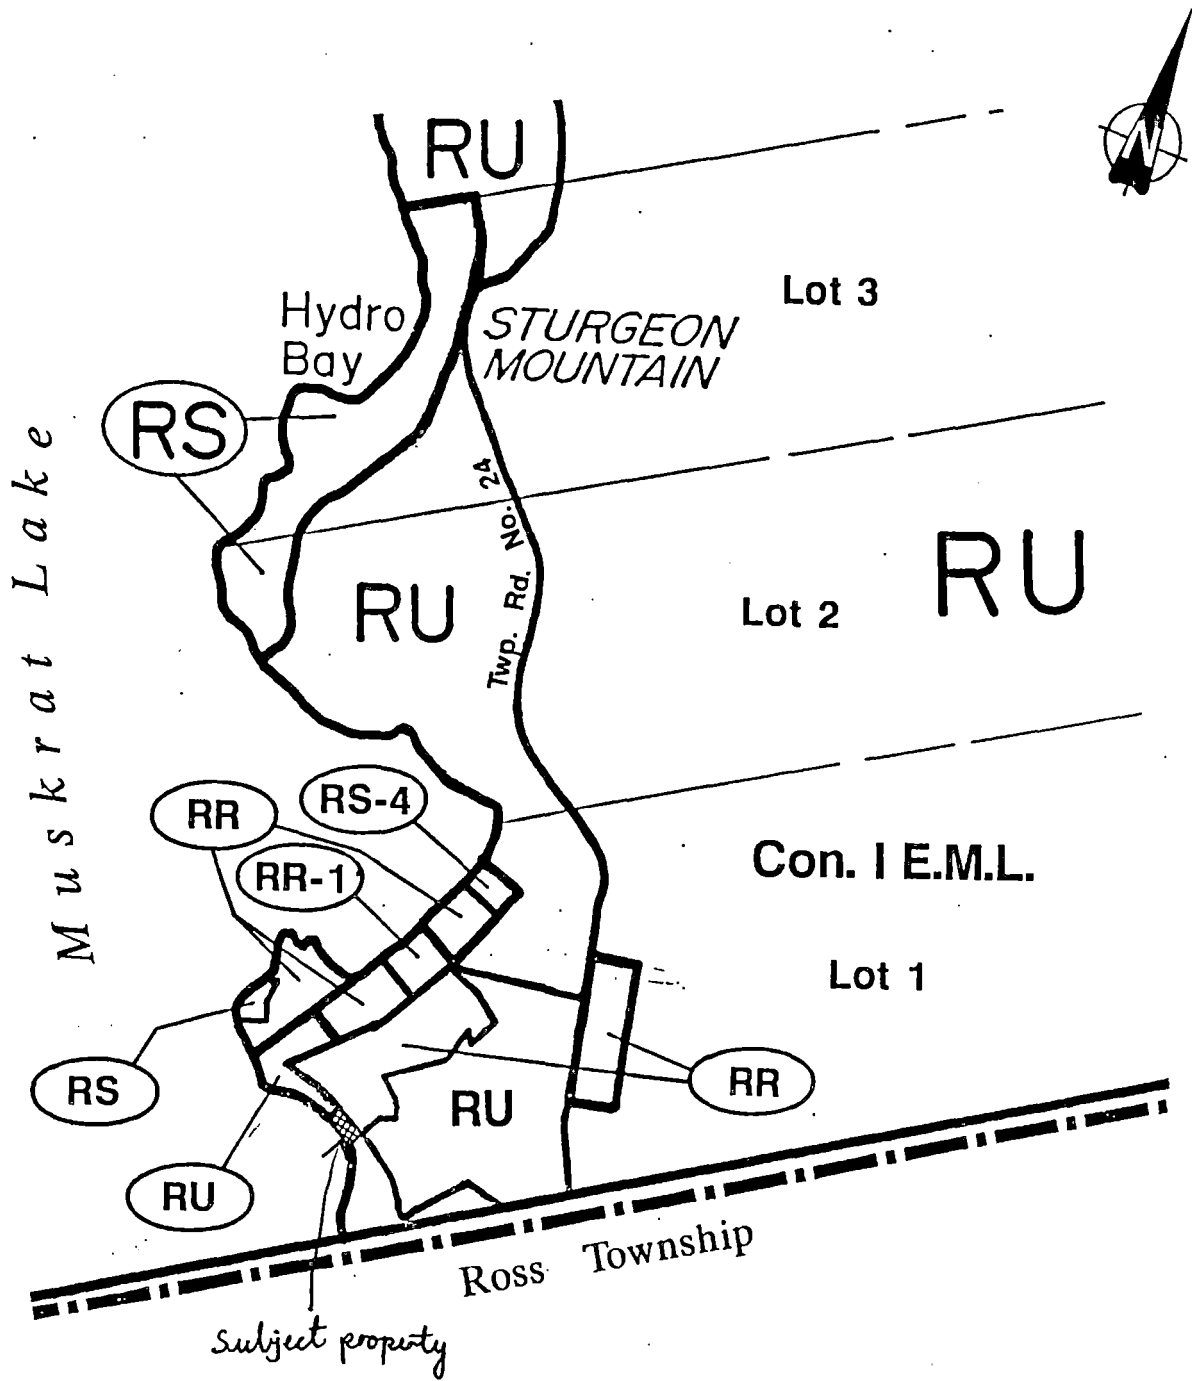 N
RU
Lot 3
Hydro
Bay
STURGEON
MOUNTAIN
RS
Muskrat Lake
Twp. Rd. No. 24
RU
Lot 2
RU
RS-4
RR
RR-1
Con. I E.M.L.
Lot 1
RS
RR
RU
RU
Ross Township
Subject property